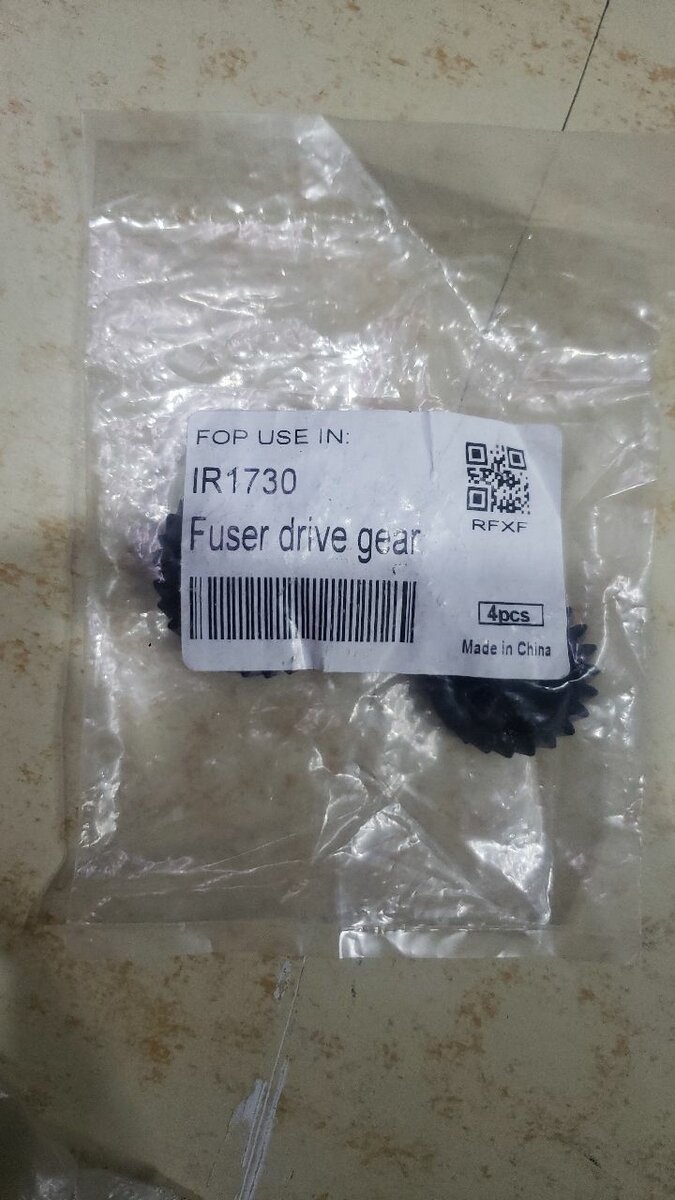 FOP USE IN:
IR1730
RFXF
Fuser drive gear
4pcs
Made in China